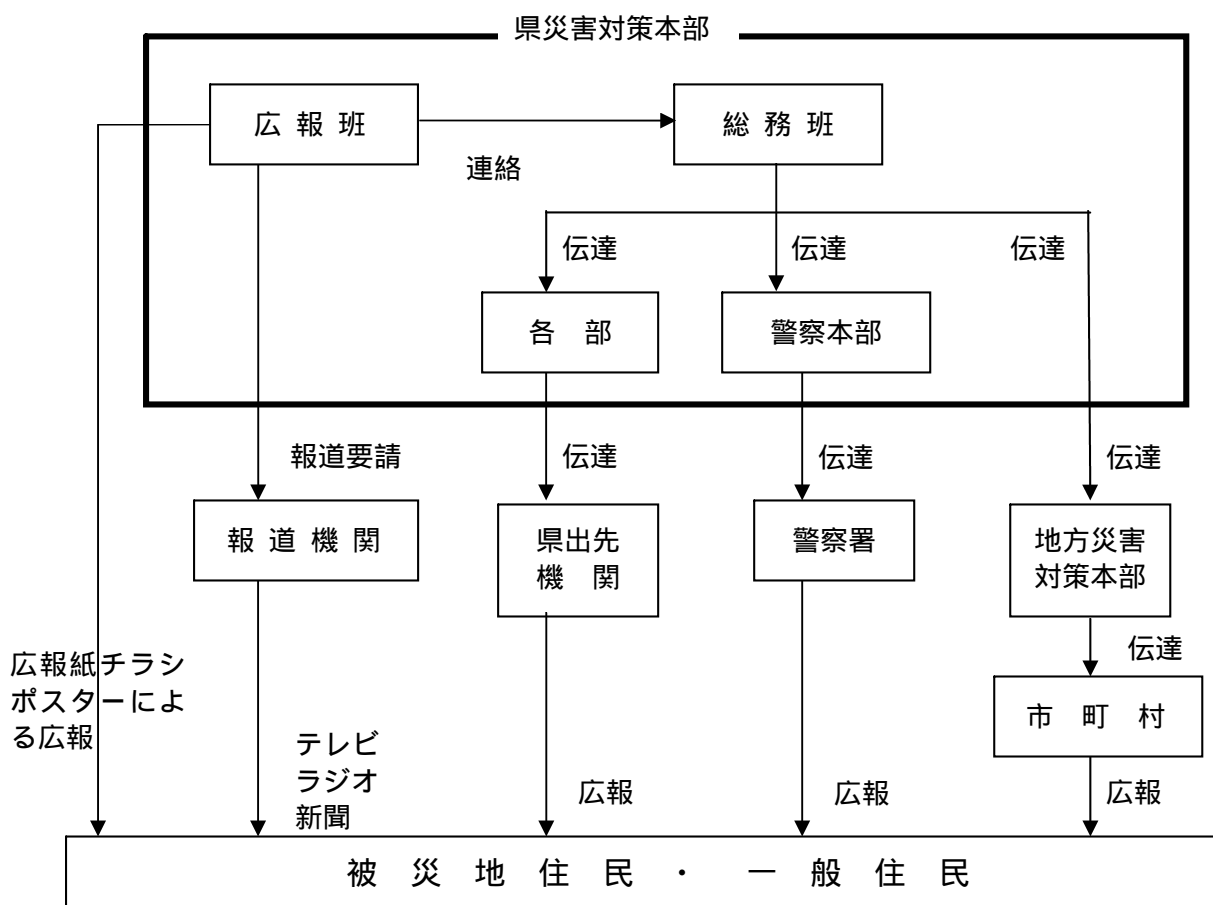 県災害対策本部
広 報 班
総 務 班
連絡
伝達
伝達
伝達
各　部
警察本部
報道要請
伝達
伝達
伝達
報 道 機 関
県出先
機　関
警察署
地方災害
対策本部
伝達
広報紙チラシ
ポスターによ
る広報
市　町　村
テレビ
ラジオ
新聞
広報
広報
広報
被　災　地　住　民　・　一　般　住　民